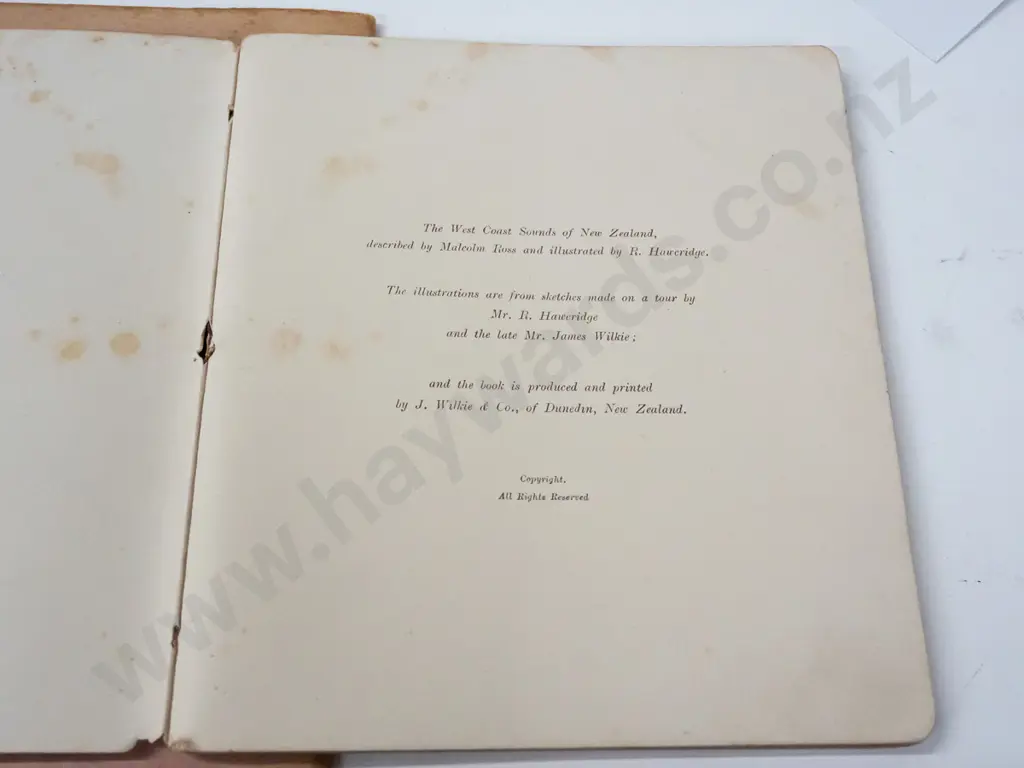 The West Coast Sounds of New Zealand,
described by Malcolm Ross and illustrated by R. Hawcridge.
The illustrations are from sketches made on a tour by
Mr. R. Hawcridge
and the late Mr. James Wilkie;
and the book is produced and printed
by J. Wilkie & Co., of Dunedin, New Zealand.
Copyright.
All Rights Reserved
www.haywards.co.nz